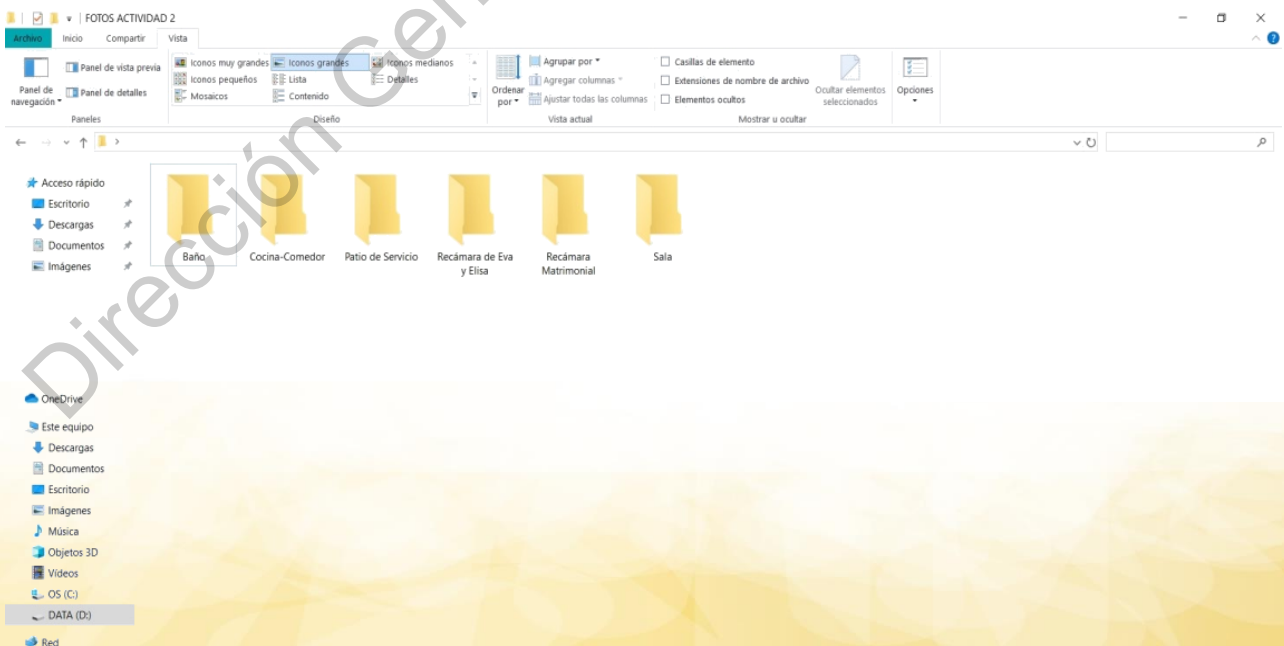 FOTOS ACTIVIDAD 2
Archivo Inicio Compartir Vista
Panel de navegación
Panel de vista previa
Panel de detalles
Paneles
Iconos muy grandes Iconos grandes Iconos medianos
Iconos pequeños Lista Detalles
Mosaicos Contenido
Diseño
Ordenar por
Agrupar por
Agregar columnas
Ajustar todas las columnas
Vista actual
Casillas de elemento
Extensiones de nombre de archivo
Elementos ocultos
Ocultar elementos
seleccionados
Mostrar u ocultar
Opciones
Acceso rápido
Escritorio
Descargas
Documentos
Imágenes
Baño
Cocina-Comedor
Patio de Servicio
Recámara de Eva
y Elisa
Recámara
Matrimonial
Sala
OneDrive
Este equipo
Descargas
Documentos
Escritorio
Imágenes
Música
Objetos 3D
Vídeos
OS (C:)
DATA (D:)
Red
Dirección